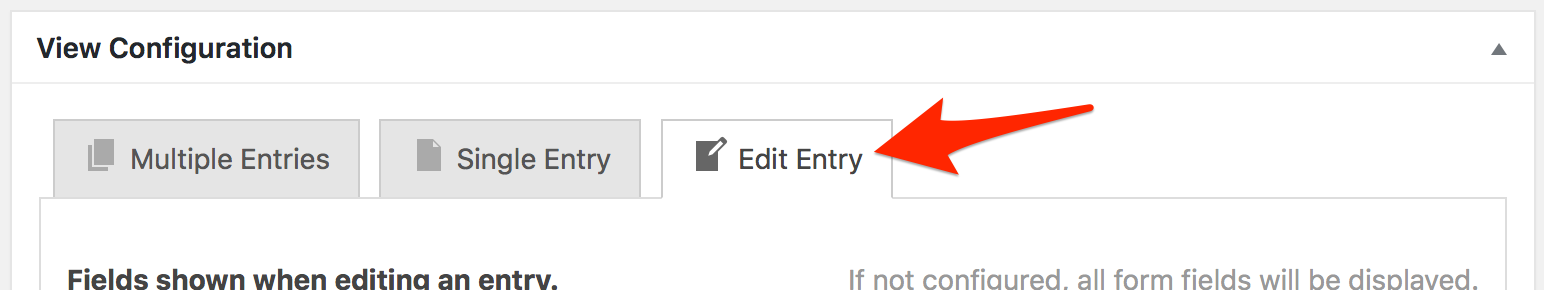 View Configuration
Multiple Entries
Single Entry
Edit Entry
Fields shown when editing an entry.
If not configured, all form fields will be displayed.